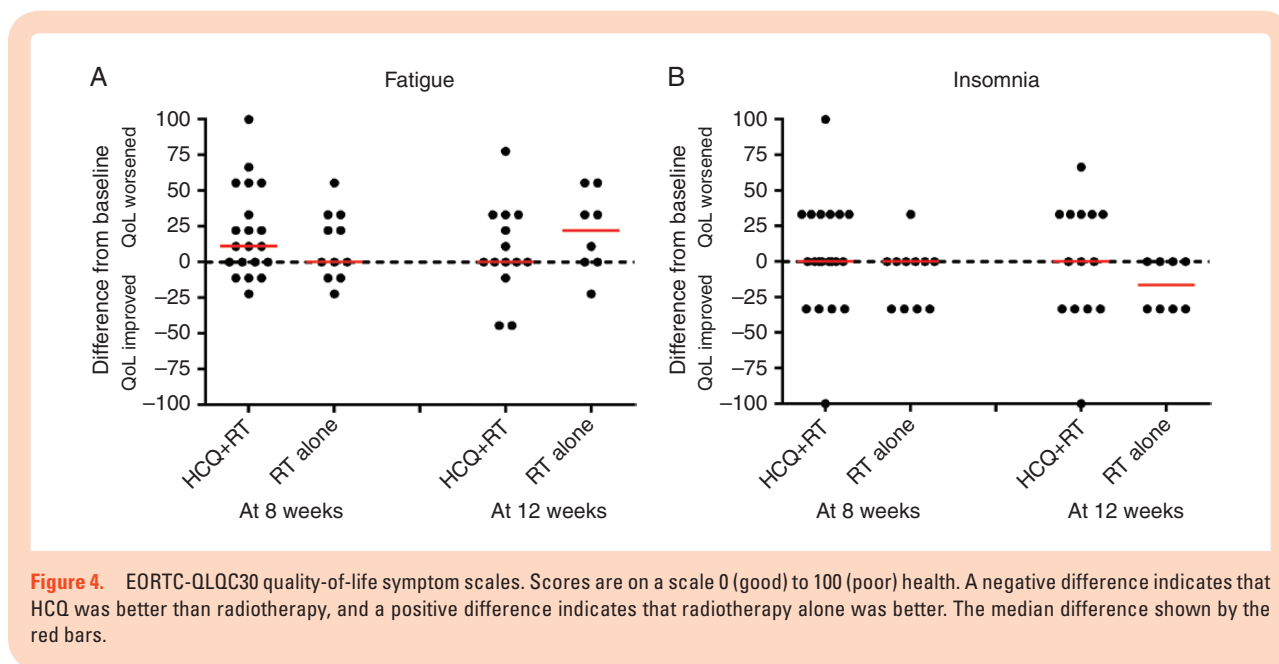 A
Fatigue
Difference from baseline
QoL improved QoL worsened
100
75
50
25
0
−25
−50
−75
−100
HCQ+RT
RT alone
HCQ+RT
RT alone
At 8 weeks
At 12 weeks
B
Insomnia
Difference from baseline
QoL improved QoL worsened
100
75
50
25
0
−25
−50
−75
−100
HCQ+RT
RT alone
HCQ+RT
RT alone
At 8 weeks
At 12 weeks
Figure 4. EORTC-QLQC30 quality-of-life symptom scales. Scores are on a scale 0 (good) to 100 (poor) health. A negative difference indicates that
HCQ was better than radiotherapy, and a positive difference indicates that radiotherapy alone was better. The median difference shown by the
red bars.